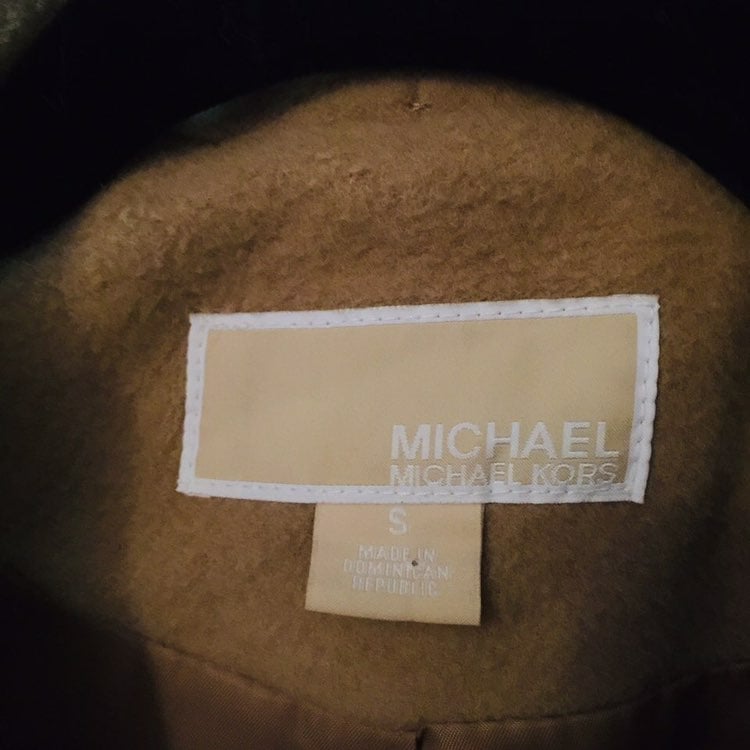 MICHAEL
MICHAEL KORS
S
MADE IN
DOMINICAN
REPUBLIC